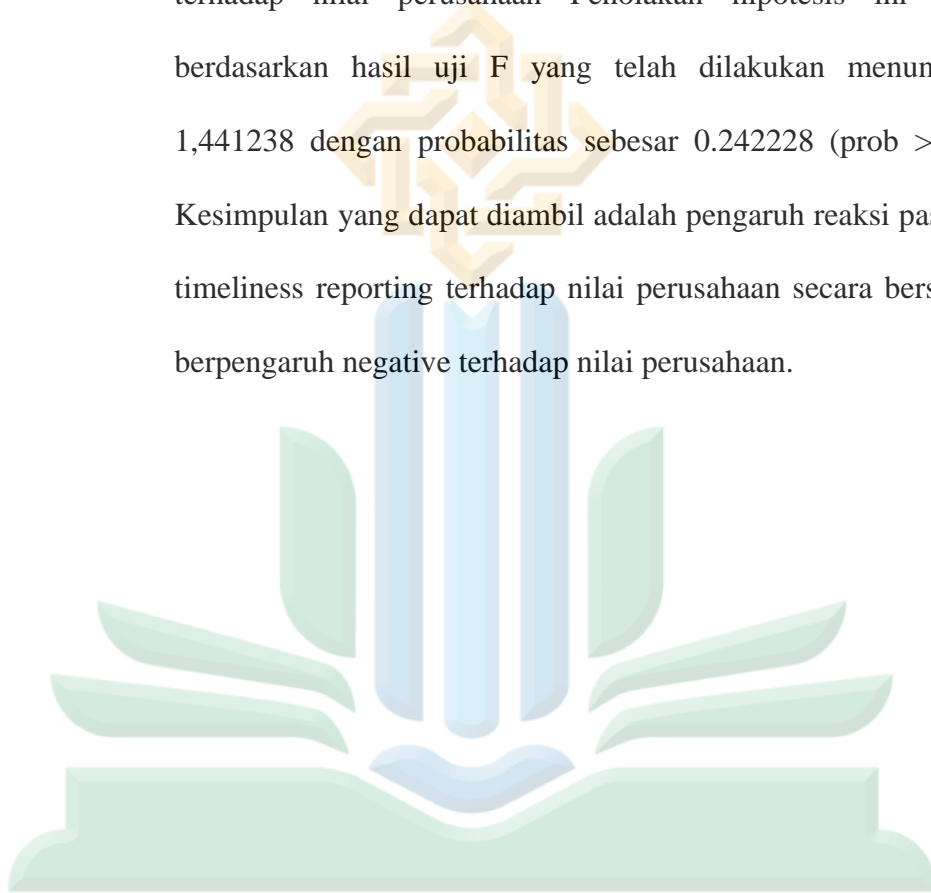 terhadap nilai perusahaan Penolakan hipotesis ini
berdasarkan hasil uji F yang telah dilakukan menun
1,441238 dengan probabilitas sebesar 0.242228 (prob >
Kesimpulan yang dapat diambil adalah pengaruh reaksi pas
timeliness reporting terhadap nilai perusahaan secara bers
berpengaruh negative terhadap nilai perusahaan.